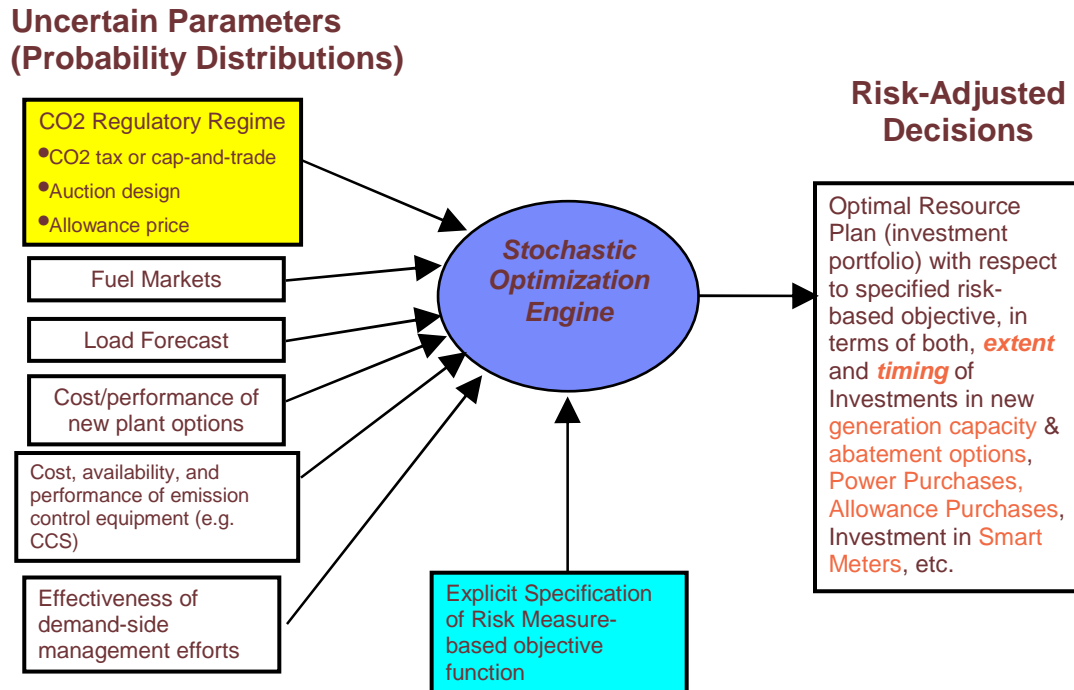 Uncertain Parameters
(Probability Distributions)
CO2 Regulatory Regime
•CO2 tax or cap-and-trade
•Auction design
•Allowance price
Fuel Markets
Load Forecast
Cost/performance of
new plant options
Cost, availability, and
performance of emission
control equipment (e.g.
CCS)
Effectiveness of
demand-side
management efforts
Stochastic
Optimization
Engine
Explicit Specification
of Risk Measure-
based objective
function
Risk-Adjusted
Decisions
Optimal Resource
Plan (investment
portfolio) with respect
to specified risk-
based objective, in
terms of both, extent
and timing of
Investments in new
generation capacity &
abatement options,
Power Purchases,
Allowance Purchases,
Investment in Smart
Meters, etc.